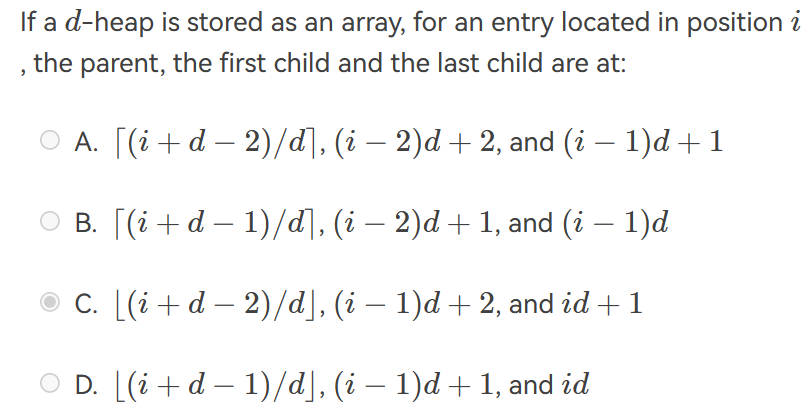 If a d-heap is stored as an array, for an entry located in position i
, the parent, the first child and the last child are at:
A. ⌈(i + d − 2)/d⌉, (i − 2)d + 2, and (i − 1)d + 1
B. ⌈(i + d − 1)/d⌉, (i − 2)d + 1, and (i − 1)d
C. ⌊(i + d − 2)/d⌋, (i − 1)d + 2, and id + 1
D. ⌊(i + d − 1)/d⌋, (i − 1)d + 1, and id